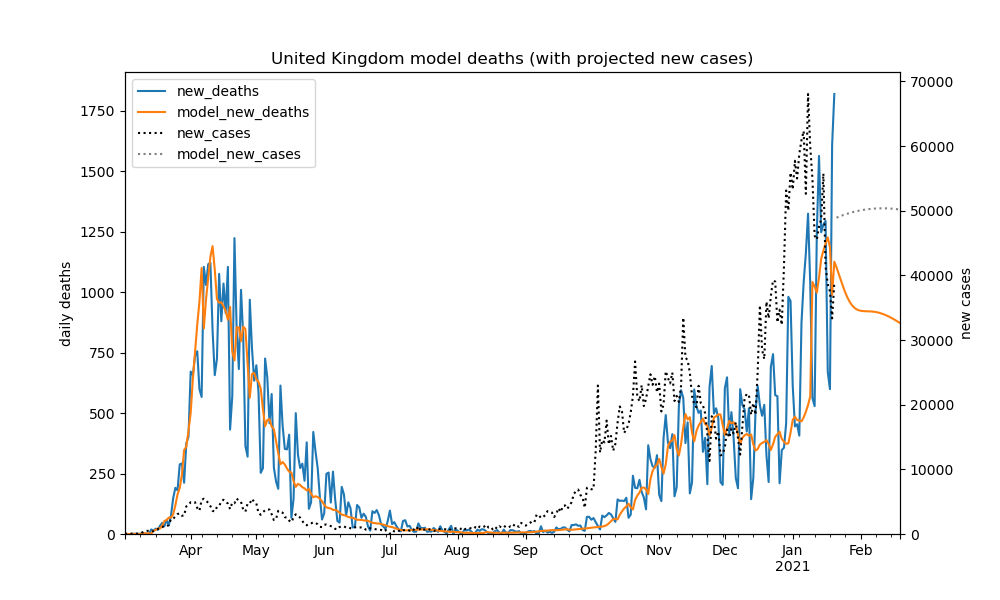 United Kingdom model deaths (with projected new cases)
new_deaths
model_new_deaths
new_cases
model_new_cases
daily deaths
1750
1500
1250
1000
750
500
250
0
70000
60000
50000
40000
30000
20000
10000
0
new cases
Apr May Jun Jul Aug Sep Oct Nov Dec Jan Feb
2021